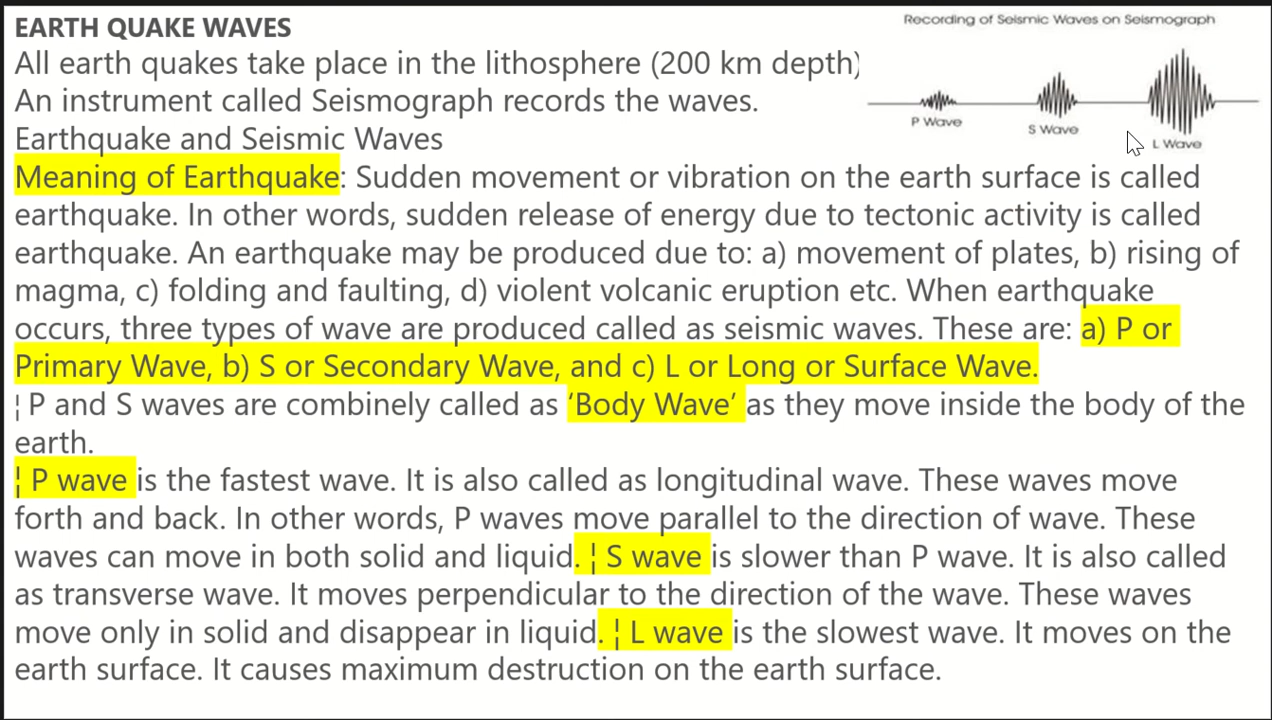 EARTH QUAKE WAVES
Recording of Seismic Waves on Seismograph
All earth quakes take place in the lithosphere (200 km depth)
An instrument called Seismograph records the waves.
P Wave
S Wave
L Wave
Earthquake and Seismic Waves
Meaning of Earthquake: Sudden movement or vibration on the earth surface is called
earthquake. In other words, sudden release of energy due to tectonic activity is called
earthquake. An earthquake may be produced due to: a) movement of plates, b) rising of
magma, c) folding and faulting, d) violent volcanic eruption etc. When earthquake
occurs, three types of wave are produced called as seismic waves. These are: a) P or
Primary Wave, b) S or Secondary Wave, and c) L or Long or Surface Wave.
¦ P and S waves are combinely called as ‘Body Wave’ as they move inside the body of the
earth.
¦ P wave is the fastest wave. It is also called as longitudinal wave. These waves move
forth and back. In other words, P waves move parallel to the direction of wave. These
waves can move in both solid and liquid. ¦ S wave is slower than P wave. It is also called
as transverse wave. It moves perpendicular to the direction of the wave. These waves
move only in solid and disappear in liquid. ¦ L wave is the slowest wave. It moves on the
earth surface. It causes maximum destruction on the earth surface.